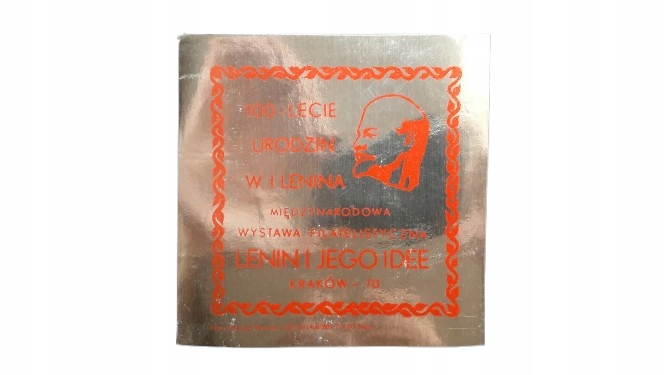 100-LECIE
URODZIN
W I LENINA
MIĘDZYNARODOWA
WYSTAWA FILATELISTYCZNA
LENIN I JEGO IDEE
KRAKÓW - 70